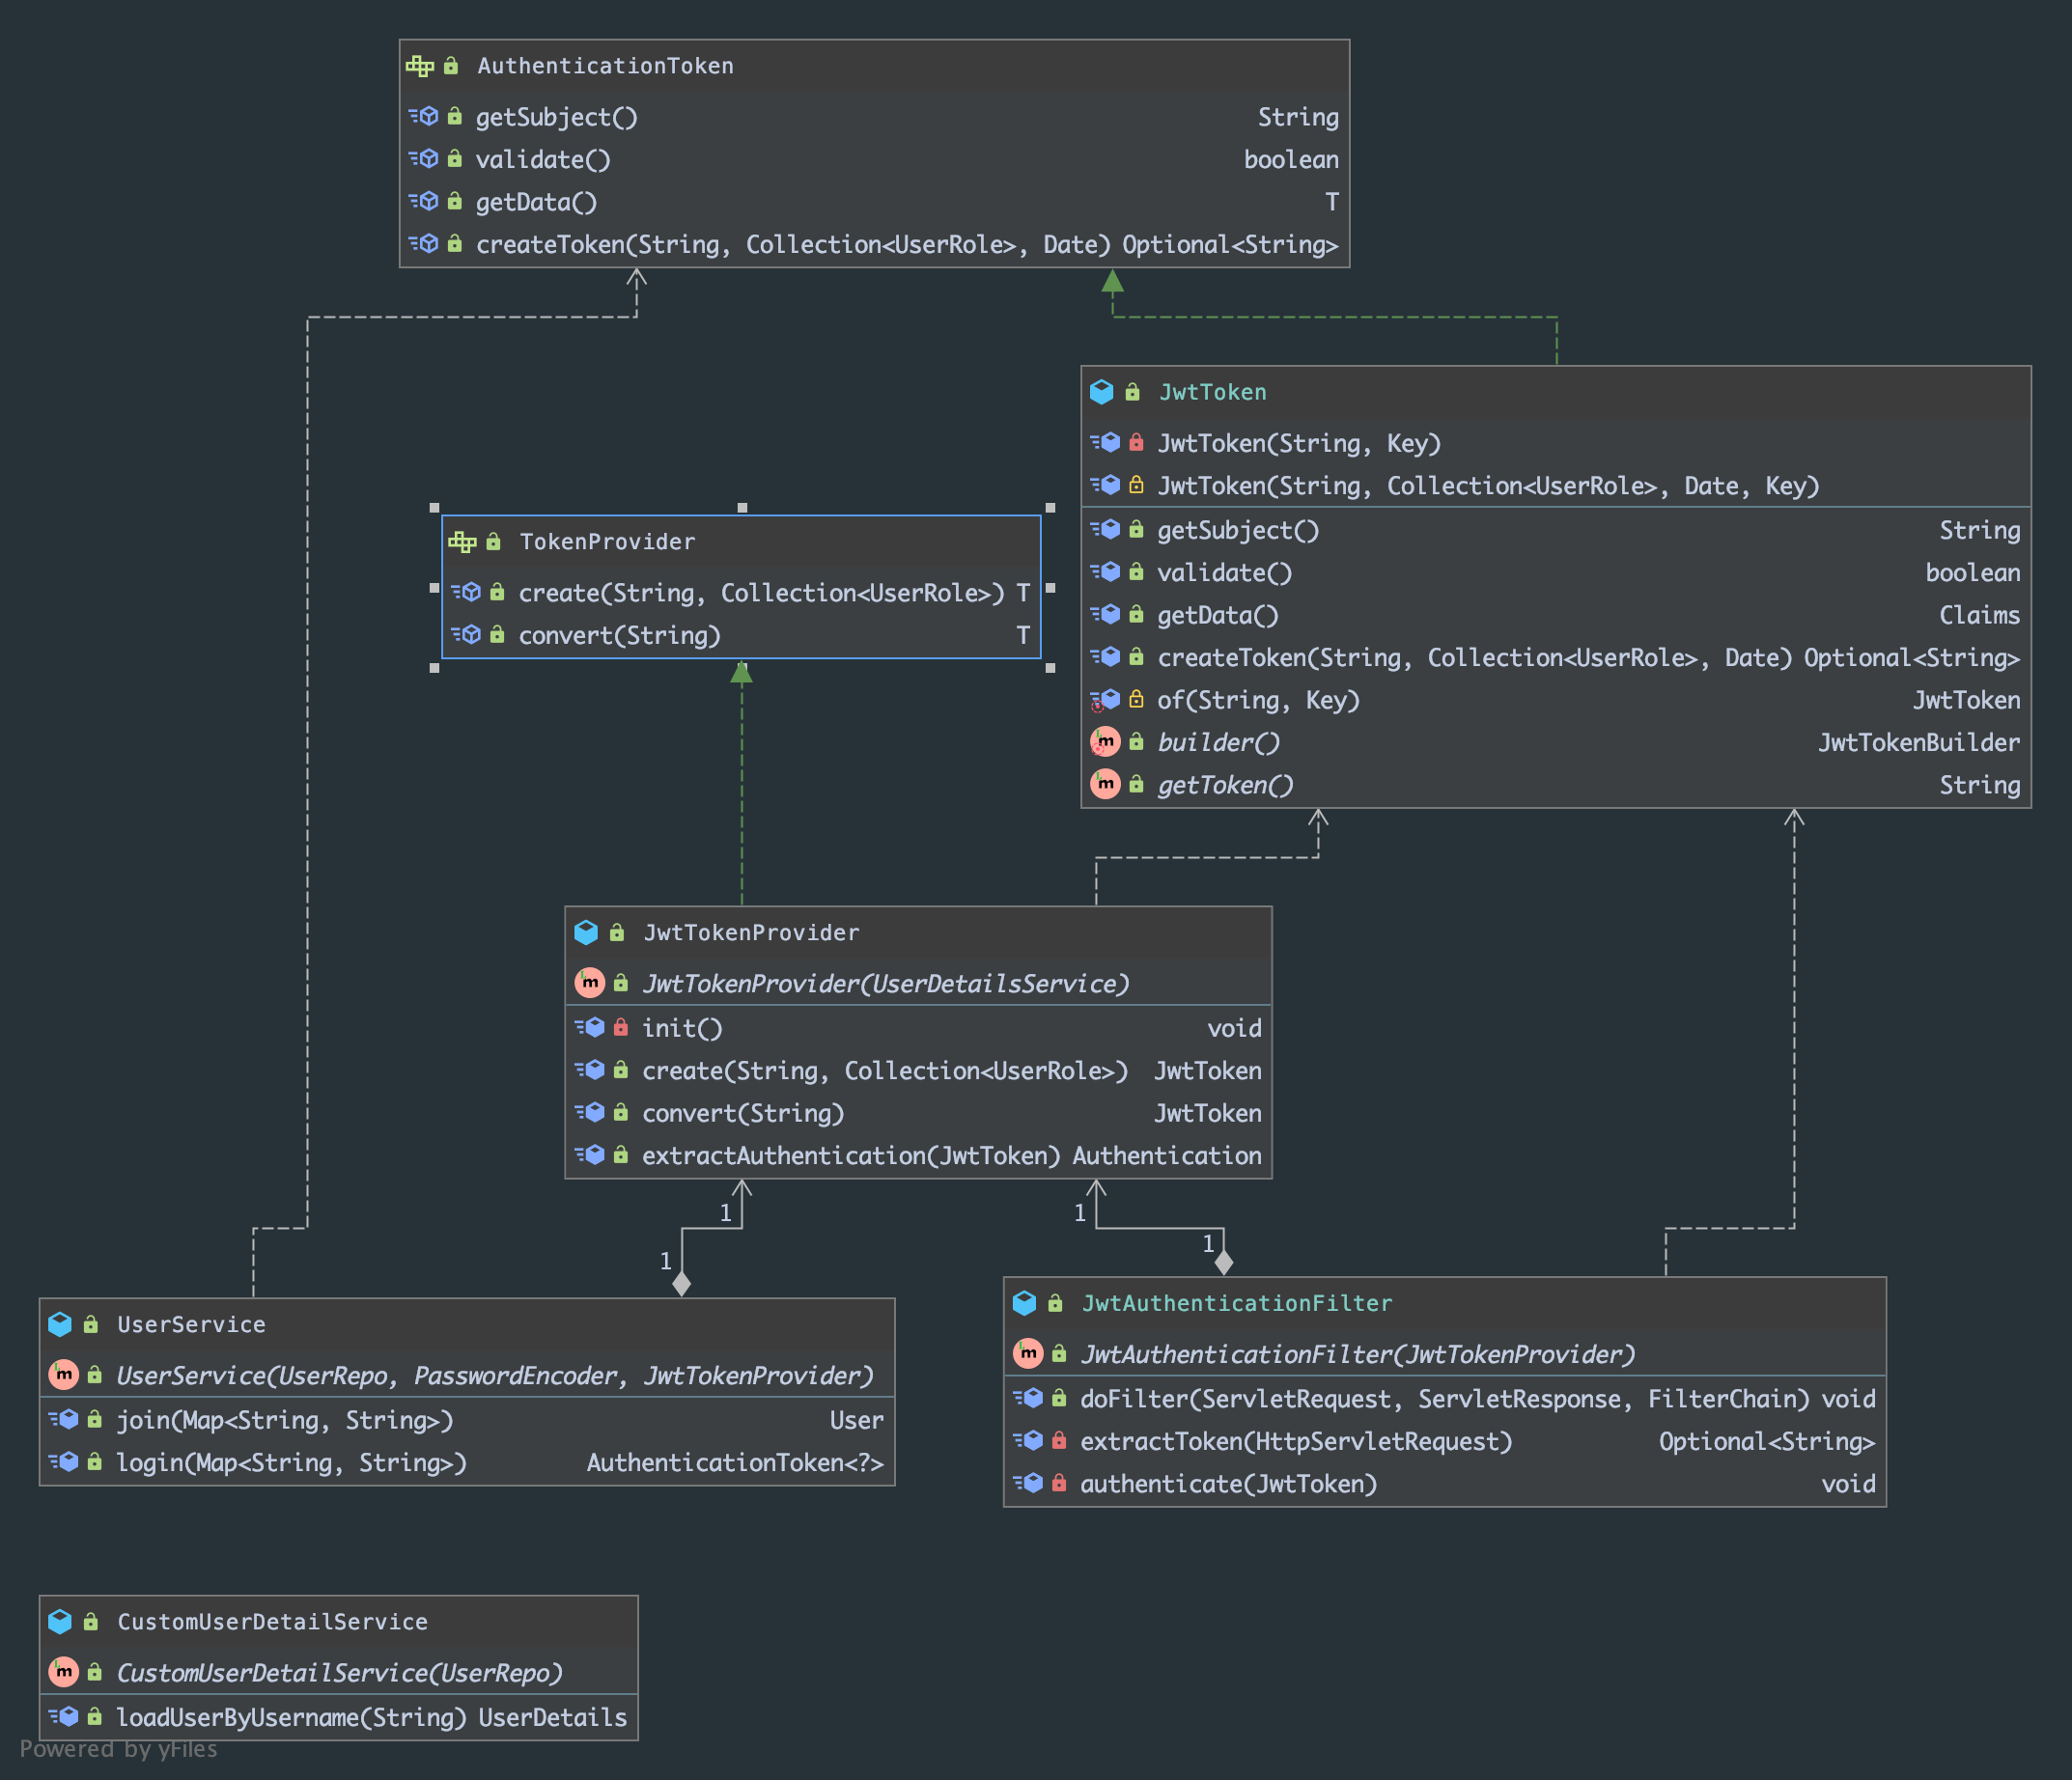 AuthenticationToken
getSubject() String
validate() boolean
getData() T
createToken(String, Collection<UserRole>, Date) Optional<String>
JwtToken
JwtToken(String, Key)
JwtToken(String, Collection<UserRole>, Date, Key)
getSubject() String
validate() boolean
getData() Claims
createToken(String, Collection<UserRole>, Date) Optional<String>
of(String, Key) JwtToken
builder() JwtTokenBuilder
getToken() String
TokenProvider
create(String, Collection<UserRole>) T
convert(String) T
JwtTokenProvider
JwtTokenProvider(UserDetailsService)
init() void
create(String, Collection<UserRole>) JwtToken
convert(String) JwtToken
extractAuthentication(JwtToken) Authentication
1
1
1
1
UserService
UserService(UserRepo, PasswordEncoder, JwtTokenProvider)
join(Map<String, String>) User
login(Map<String, String>) AuthenticationToken<?>
JwtAuthenticationFilter
JwtAuthenticationFilter(JwtTokenProvider)
doFilter(ServletRequest, ServletResponse, FilterChain) void
extractToken(HttpServletRequest) Optional<String>
authenticate(JwtToken) void
CustomUserDetailService
CustomUserDetailService(UserRepo)
loadUserByUsername(String) UserDetails
Powered by yFiles